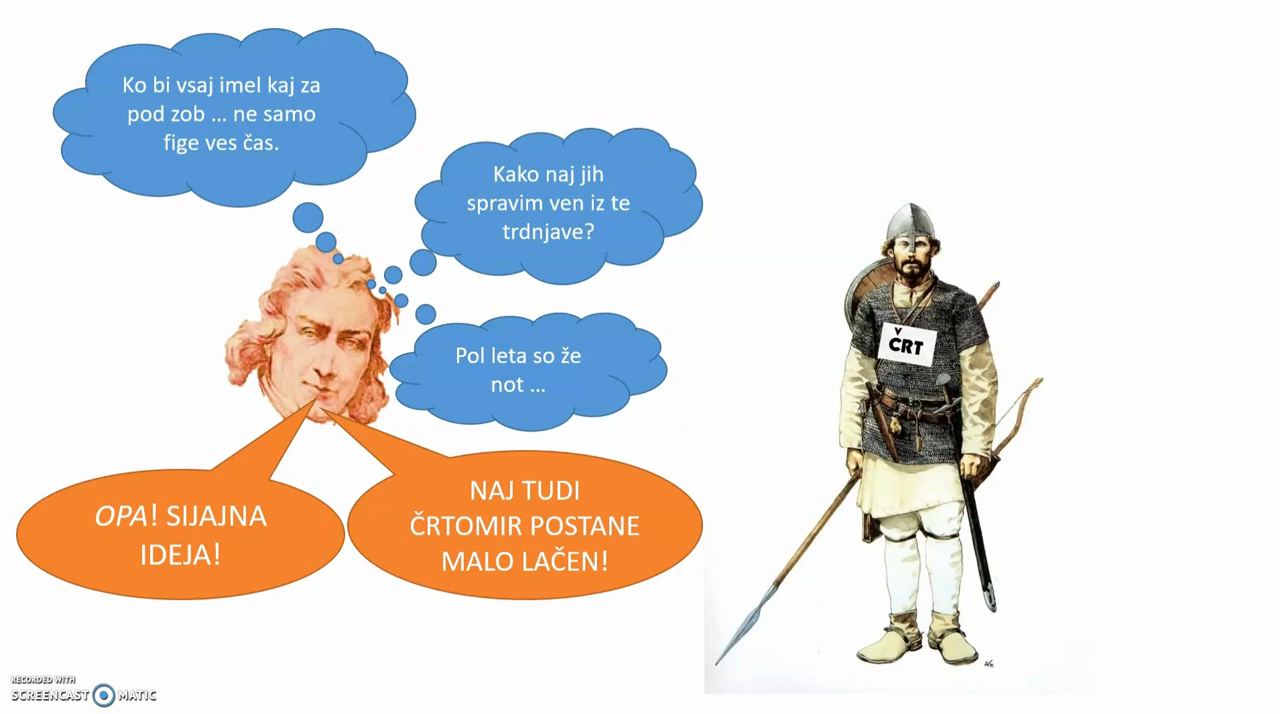 Ko bi vsaj imel kaj za
pod zob ... ne samo
fige ves čas.
Kako naj jih
spravim ven iz te
trdnjave?
Pol leta so že
not ...
OPA! SIJAJNA
IDEJA!
NAJ TUDI
ČRTOMIR POSTANE
MALO LAČEN!
ČRT
RECORDED WITH
SCREENCAST MATIC